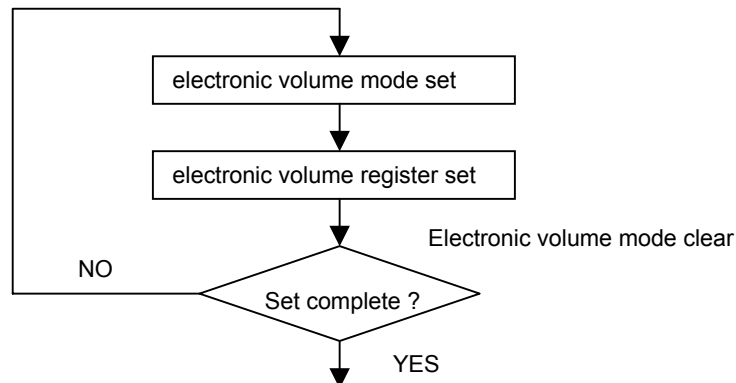 electronic volume mode set
electronic volume register set
Electronic volume mode clear
NO
Set complete ?
YES